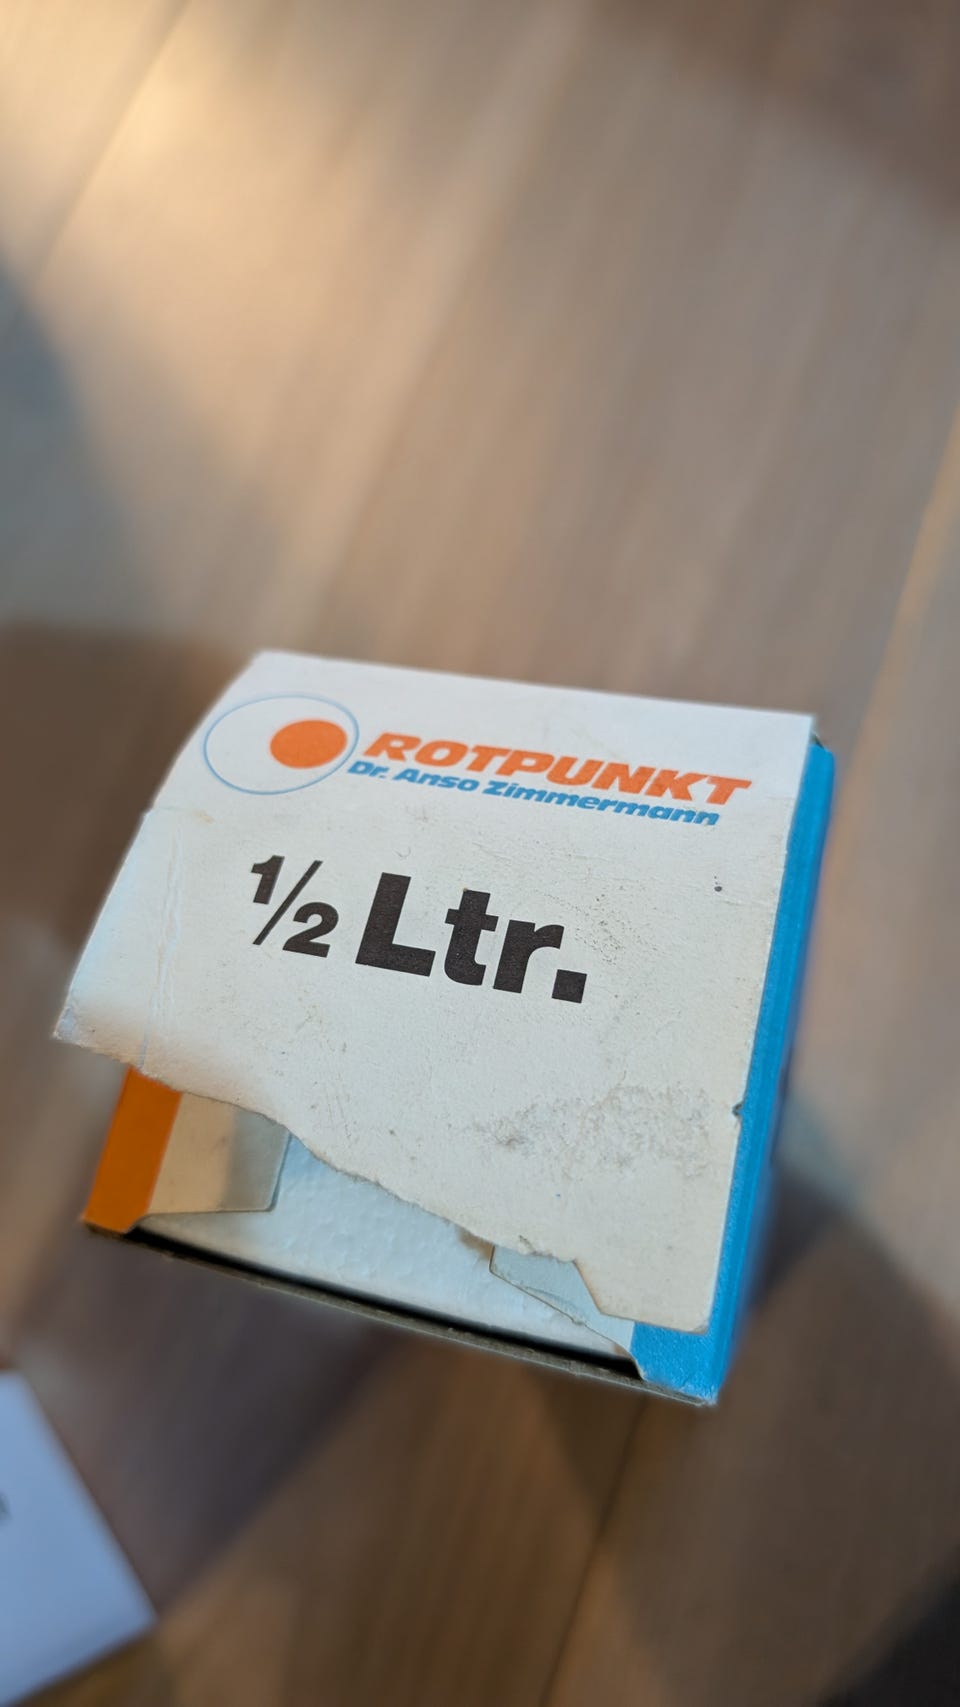 ROTPUNKT
Dr. Anso Zimmermann
½ Ltr.